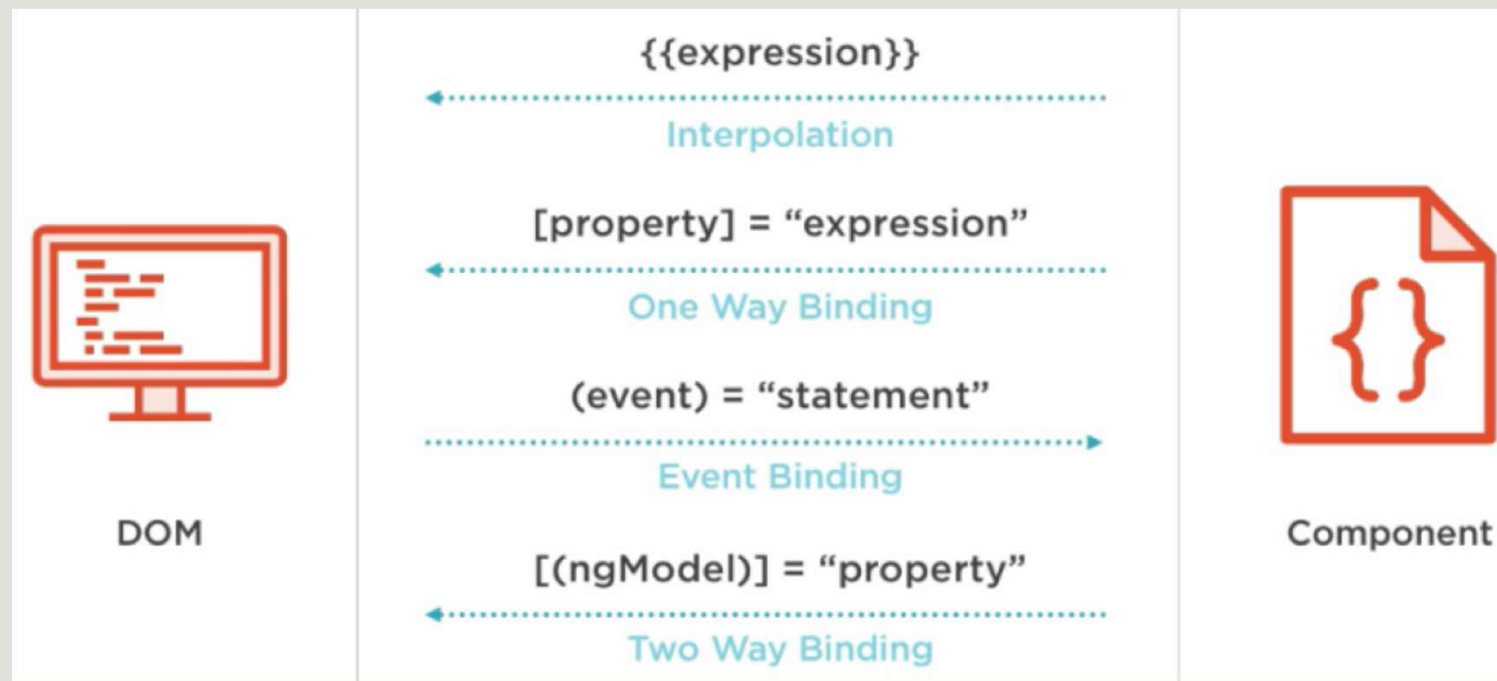 {{expression}}
Interpolation
[property] = “expression”
One Way Binding
(event) = “statement”
Event Binding
[(ngModel)] = “property”
Two Way Binding
DOM
{ }
Component